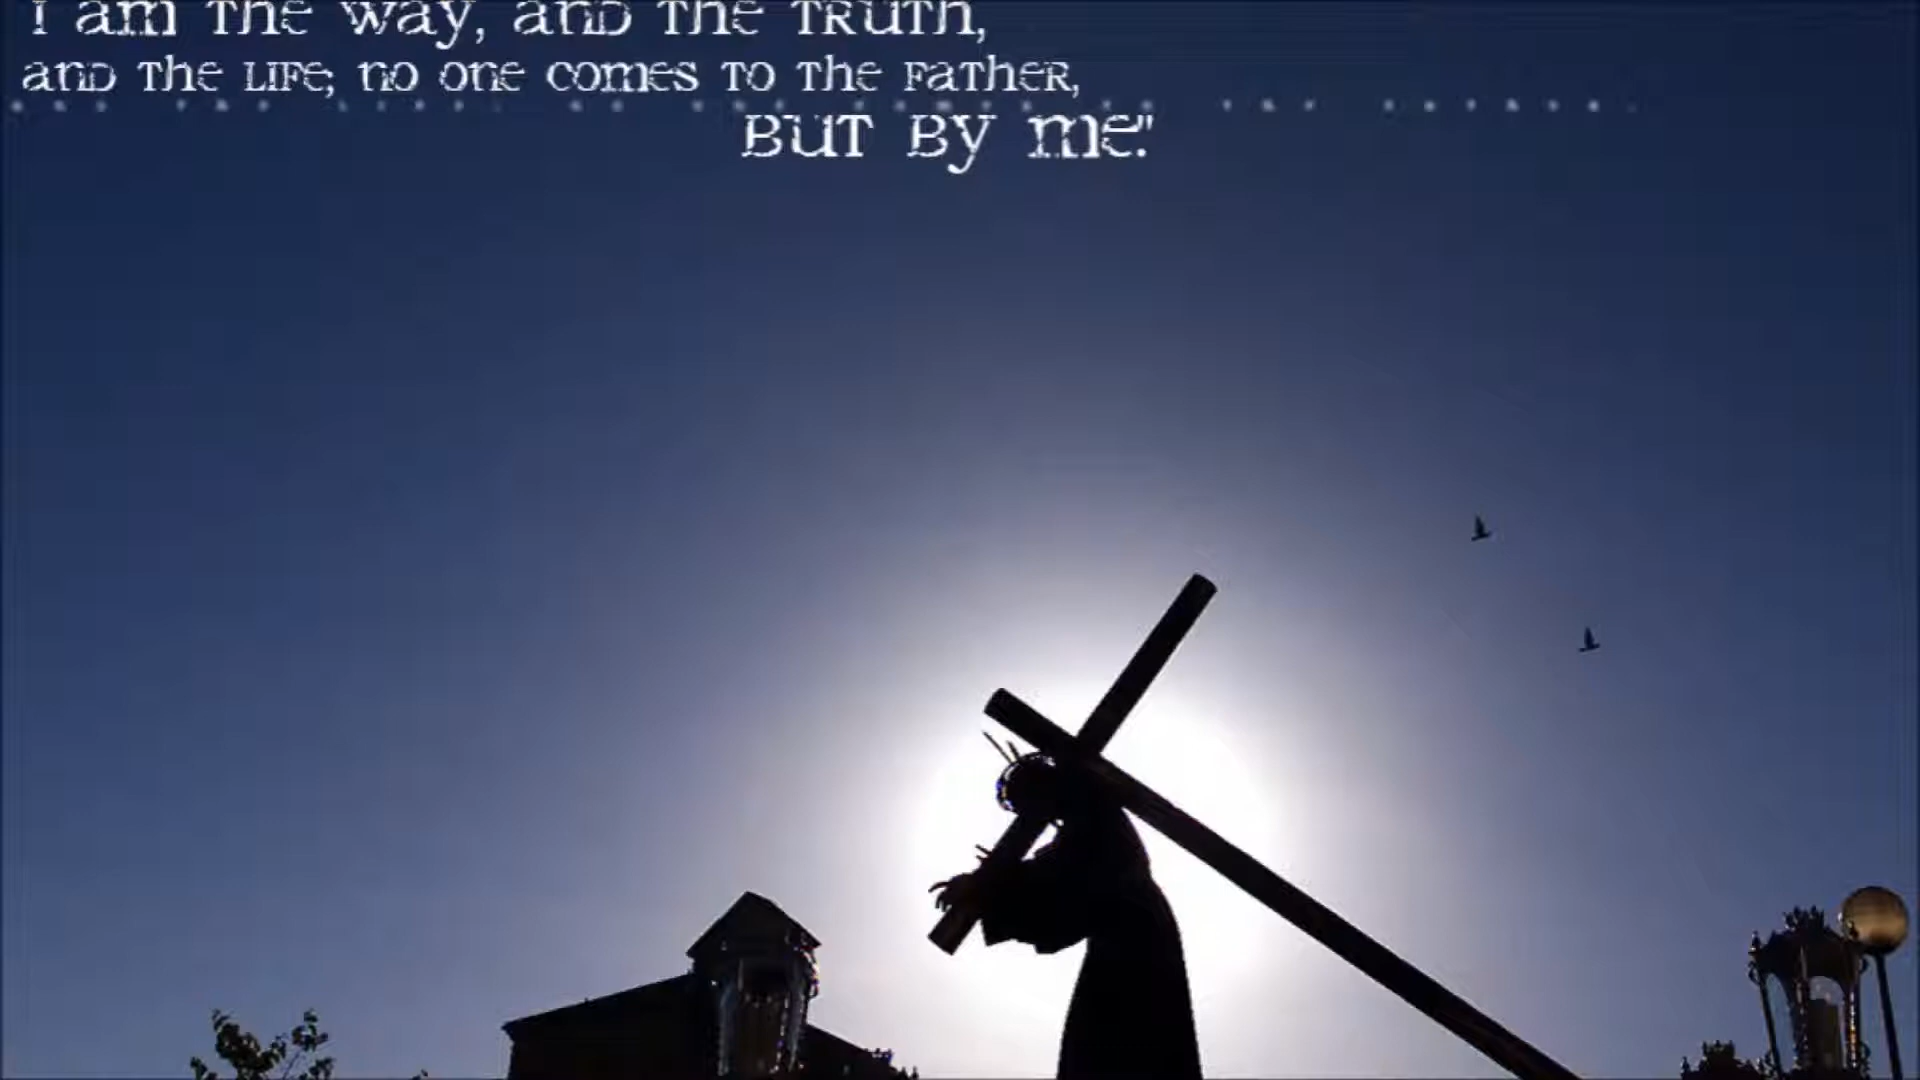 I am the way, and the truth,
and the life; no one comes to the Father,
but by me."